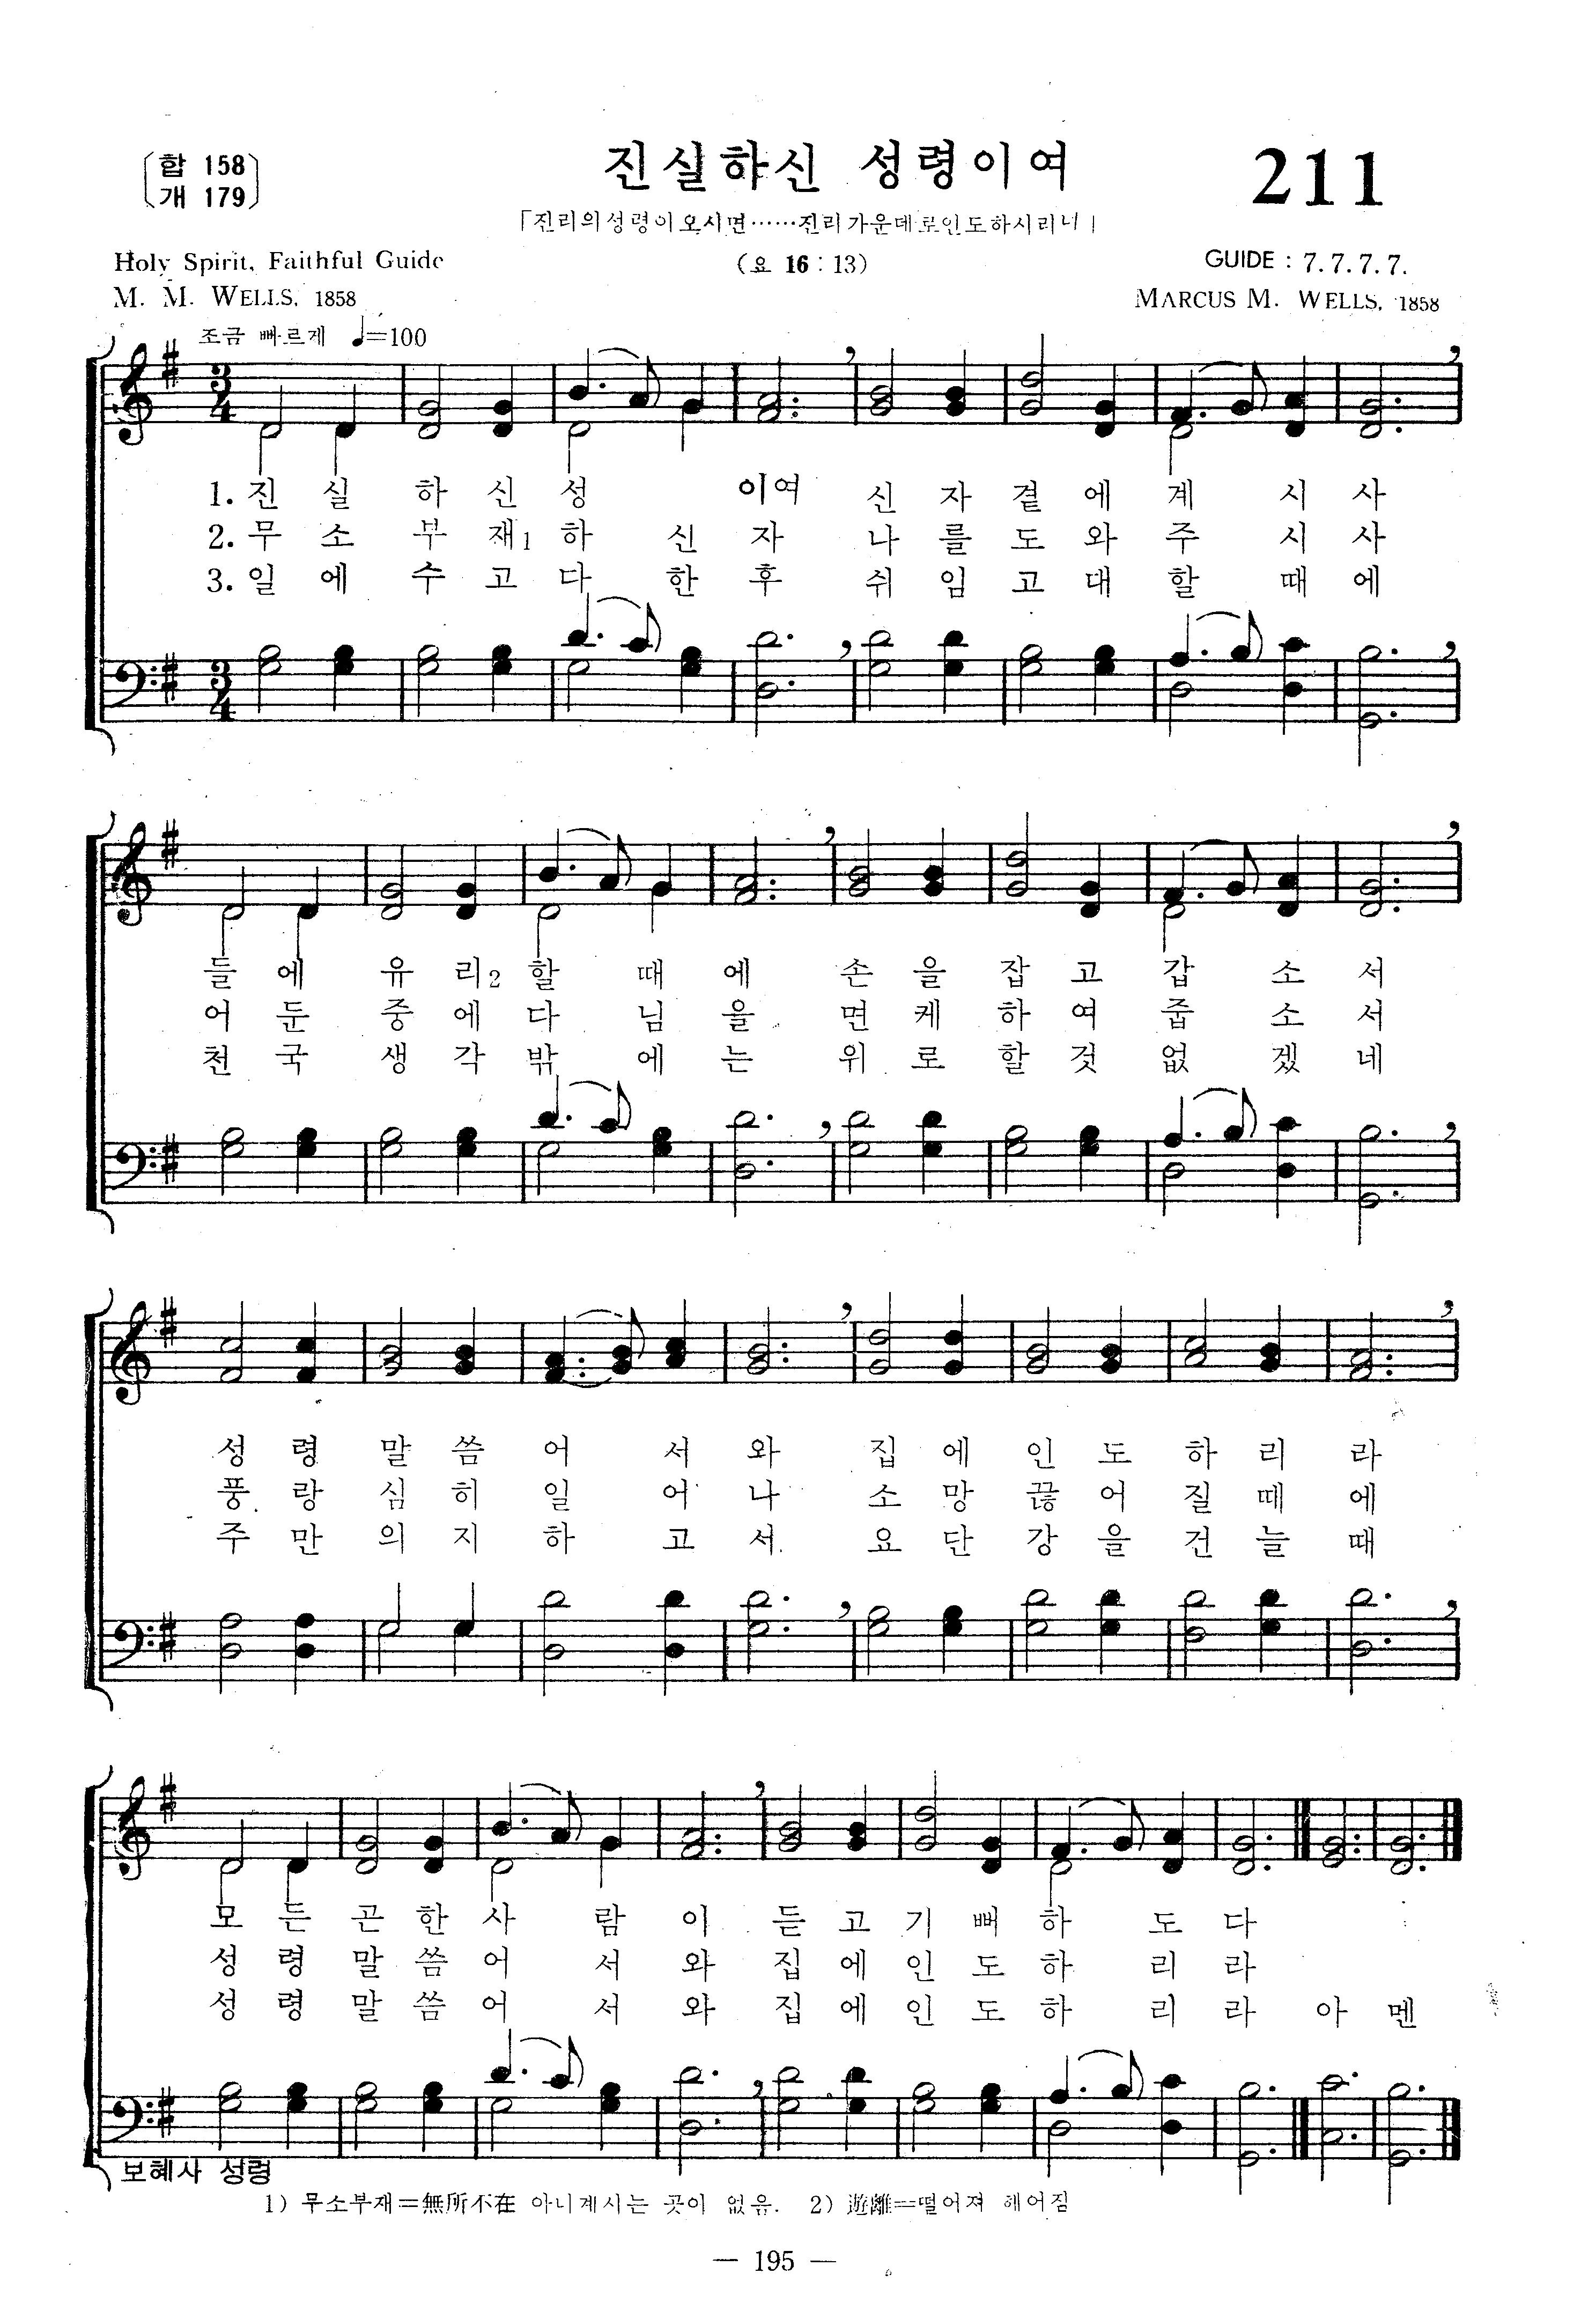 합 158
개 179
진실하신 성령이여
211
「진리의성령이오시면……진리가운데로인도하시리니」
Holy Spirit, Faithful Guide
(요 16 : 13)
GUIDE : 7. 7. 7. 7.
M. M. WELLS, 1858
MARCUS M. WELLS, 1858
조금 빠르게 ♩=100
1. 진 실 하 신 성 이여 신 자 곁 에 계 시 사
2. 무 소 부 재1 하 신 자 나 를 도 와 주 시 사
3. 일 에 수 고 다 한 후 쉬 임 고 대 할 때 에
들 에 유 리2 할 때 에 손 을 잡 고 갑 소 서
어 둔 중 에 다 님 을 면 케 하 여 줍 소 서
천 국 생 각 밖 에 는 위 로 할 것 없 겠 네
성 령 말 씀 어 서 와 집 에 인 도 하 리 라
풍 랑 심 히 일 어 나 소 망 끊 어 질 때 에
주 만 의 지 하 고 서 요 단 강 을 건 늘 때
모 든 곤 한 사 람 이 듣 고 기 뻐 하 도 다
성 령 말 씀 어 서 와 집 에 인 도 하 리 라
성 령 말 씀 어 서 와 집 에 인 도 하 리 라 아 멘
보혜사 성령
1) 무소부재=無所不在 아니계시는 곳이 없음. 2) 遊離=떨어져 헤어짐
— 195 —